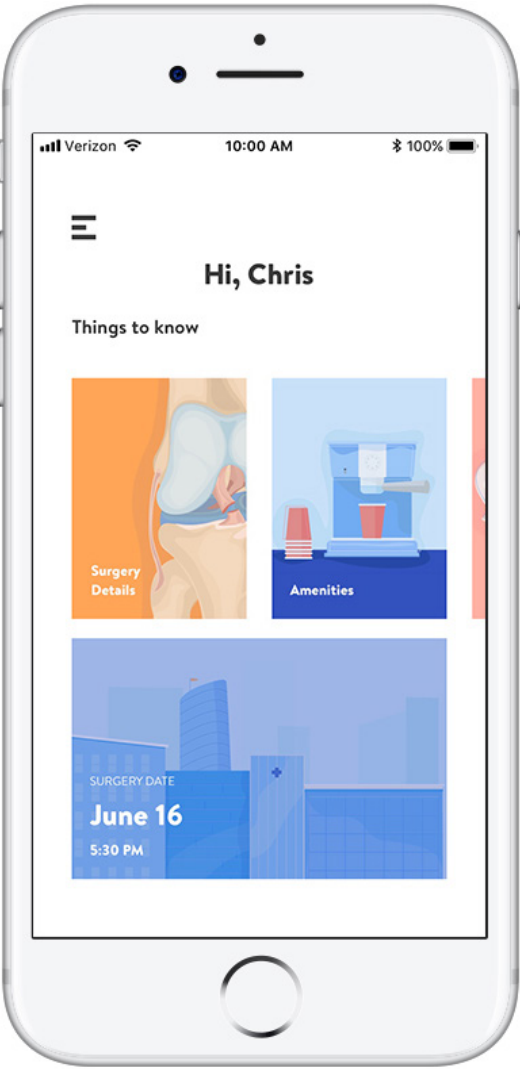 Verizon 10:00 AM 100%
Hi, Chris
Things to know
Surgery
Details
Amenities
SURGERY DATE
June 16
5:30 PM